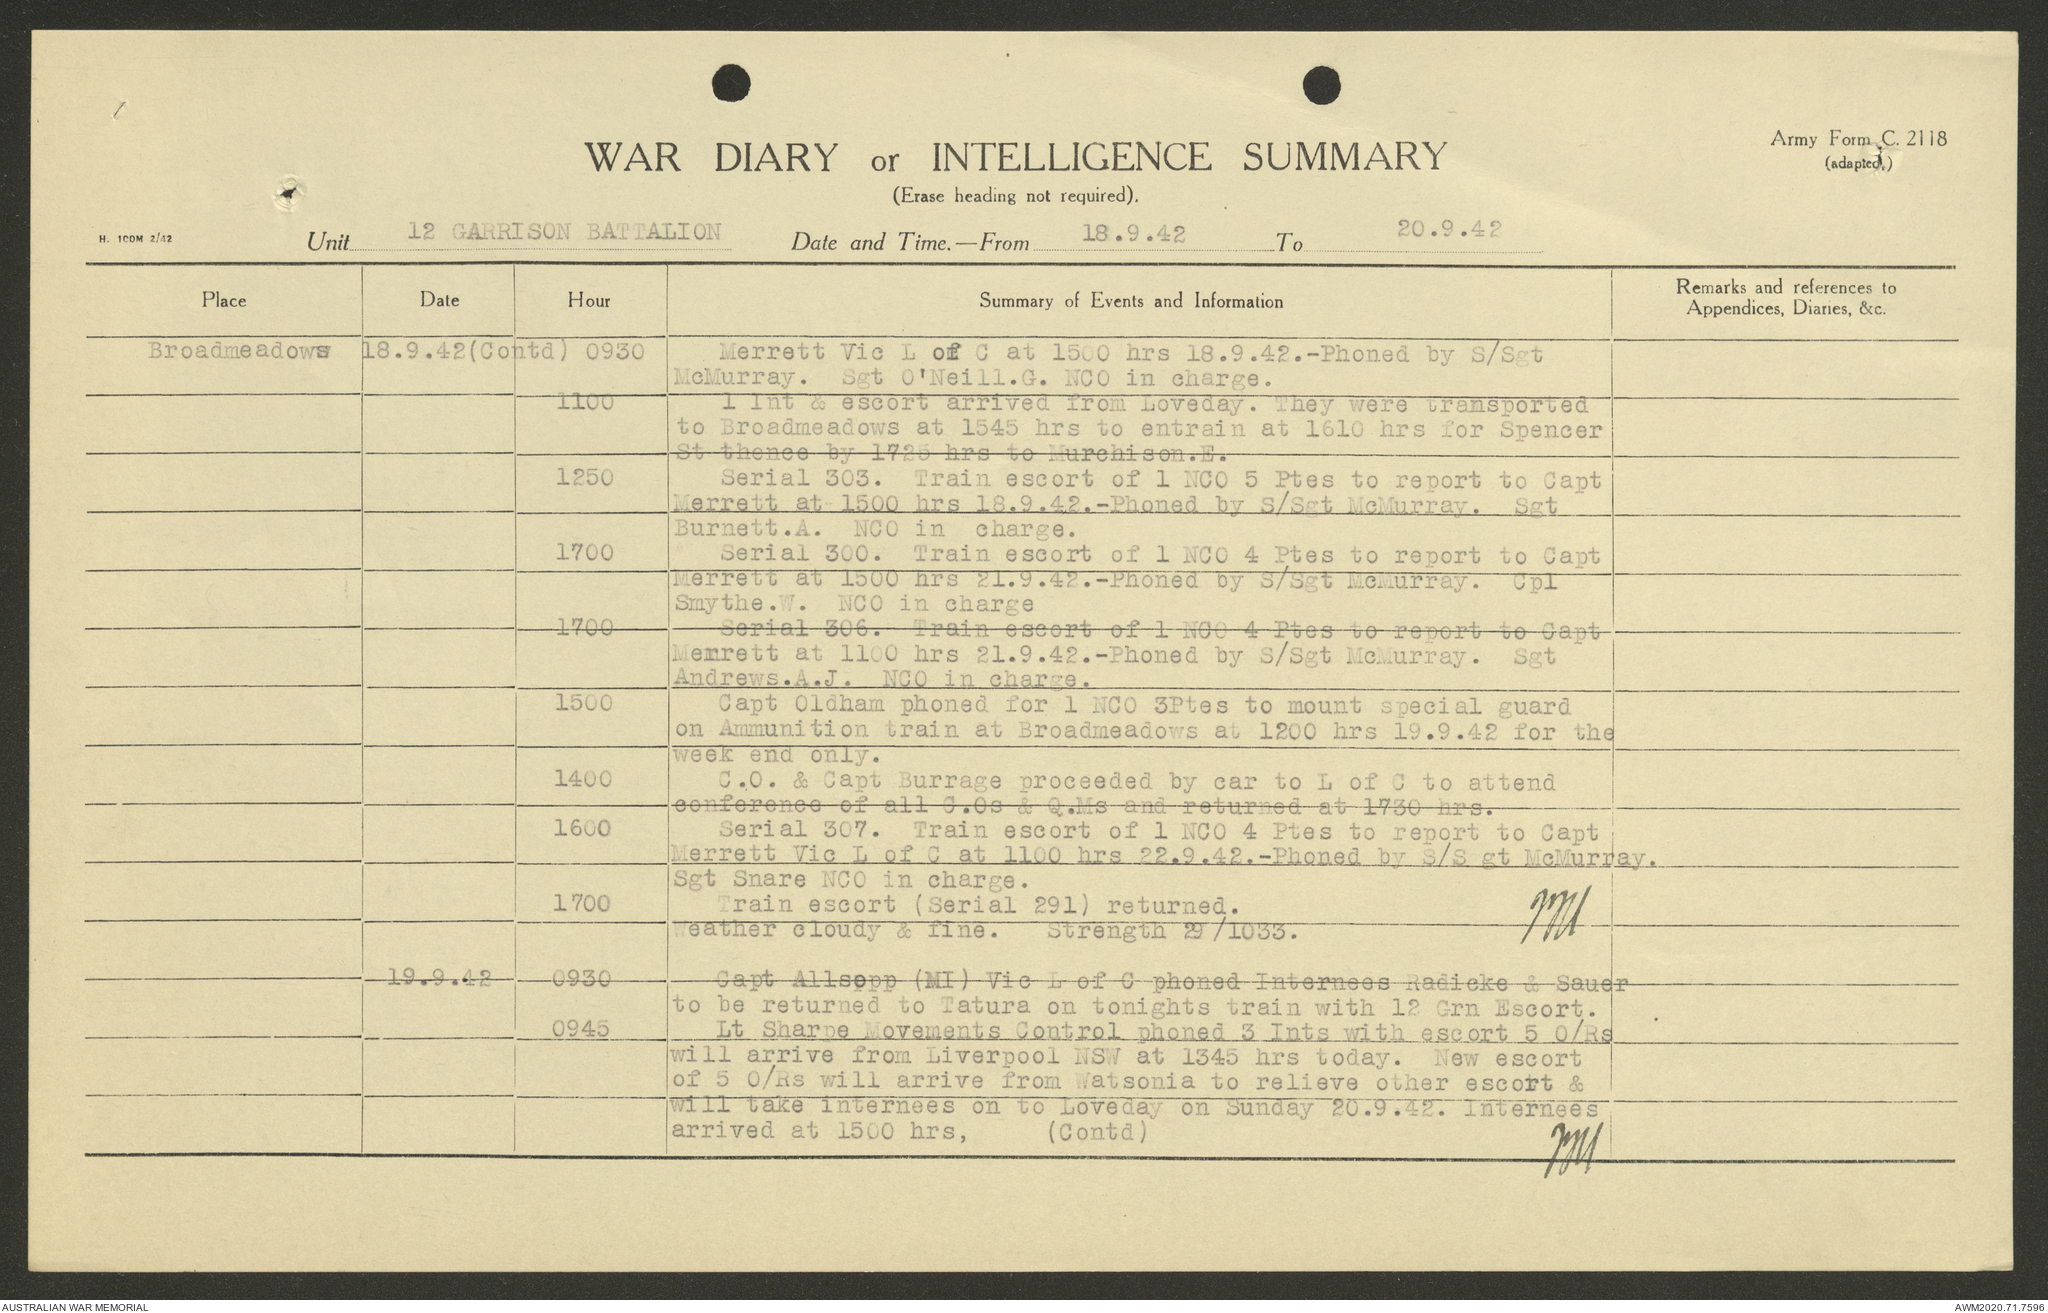 Army Form C. 2118
(adapted.)
WAR DIARY or INTELLIGENCE SUMMARY
(Erase heading not required).
H. 100M 2/42
Unit 12 GARRISON BATTALION Date and Time.—From 18.9.42 To 20.9.42
Place Date Hour Summary of Events and Information Remarks and references to
Appendices, Diaries, &c.
Broadmeadows 18.9.42(Contd) 0930 Merrett Vic L of C at 1500 hrs 18.9.42.-Phoned by S/Sgt
McMurray. Sgt O'Neill.G. NCO in charge.
1100 1 Int & escort arrived from Loveday. They were transported
to Broadmeadows at 1545 hrs to entrain at 1610 hrs for Spencer
St thence by 1725 hrs to Murchison.E.
1250 Serial 303. Train escort of 1 NCO 5 Ptes to report to Capt
Merrett at 1500 hrs 18.9.42.-Phoned by S/Sgt McMurray. Sgt
Burnett.A. NCO in charge.
1700 Serial 300. Train escort of 1 NCO 4 Ptes to report to Capt
Merrett at 1500 hrs 21.9.42.-Phoned by S/Sgt McMurray. Cpl
Smythe.W. NCO in charge
1700 Serial 306. Train escort of 1 NCO 4 Ptes to report to Capt
Merrett at 1100 hrs 21.9.42.-Phoned by S/Sgt McMurray. Sgt
Andrews.A.J. NCO in charge.
1500 Capt Oldham phoned for 1 NCO 3Ptes to mount special guard
on Ammunition train at Broadmeadows at 1200 hrs 19.9.42 for the
week end only.
1400 C.O. & Capt Burrage proceeded by car to L of C to attend
conference of all C.Os & Q.Ms and returned at 1730 hrs.
1600 Serial 307. Train escort of 1 NCO 4 Ptes to report to Capt
Merrett Vic L of C at 1100 hrs 22.9.42.-Phoned by S/S gt McMurray.
Sgt Snare NCO in charge.
1700 Train escort (Serial 291) returned.
Weather cloudy & fine. Strength 29/1033.
19.9.42 0930 Capt Allsopp (MI) Vic L of C phoned Internees Radicke & Sauer
to be returned to Tatura on tonights train with 12 Grn Escort.
0945 Lt Sharpe Movements Control phoned 3 Ints with escort 5 O/Rs
will arrive from Liverpool NSW at 1345 hrs today. New escort
of 5 O/Rs will arrive from Watsonia to relieve other escort &
will take internees on to Loveday on Sunday 20.9.42. Internees
arrived at 1500 hrs, (Contd)
AUSTRALIAN WAR MEMORIAL AWM2020.71.7596